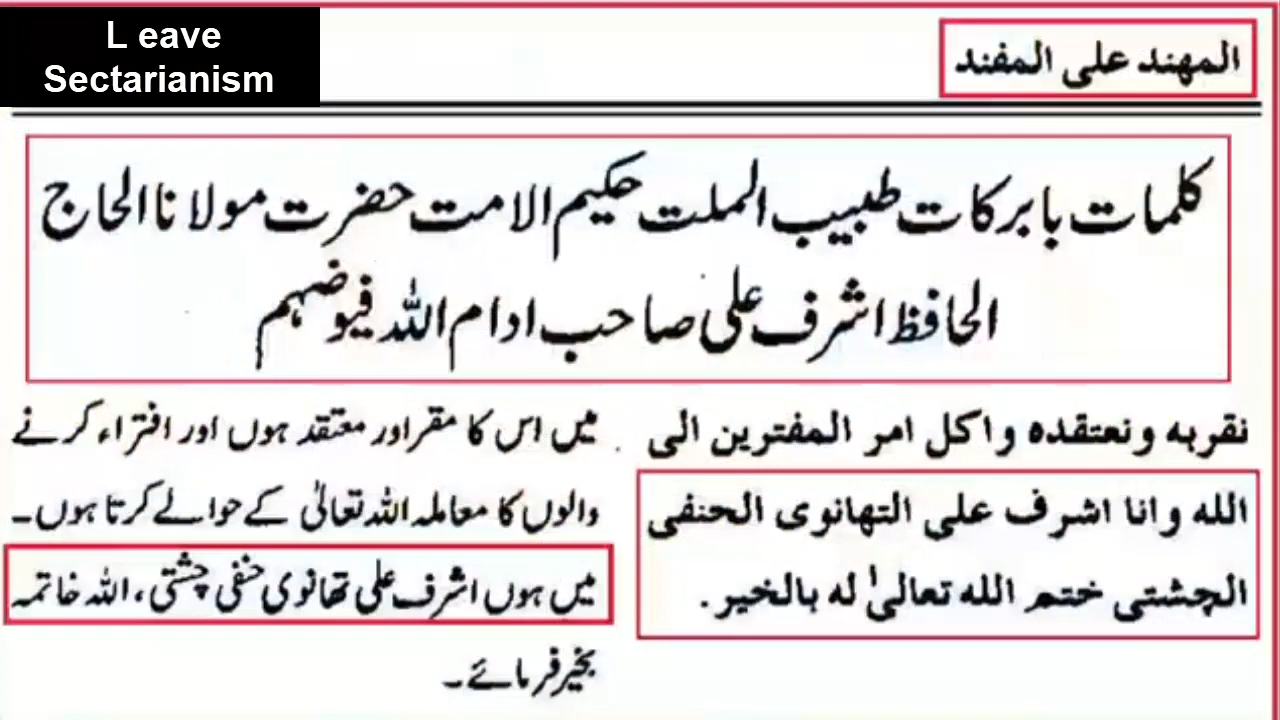 L eave
Sectarianism
المهند على المفند
کلمات بابرکات طبیب الملت حکیم الامت حضرت مولانا الحاج
الحافظ اشرف علی صاحب ادام اللہ فیوضہم
نقربه ونعتقده واكل امر المفترين الى
الله وانا اشرف على التهانوى الحنفى
الچشتى ختم الله تعالىٰ له بالخير.
میں اس کا مقر اور معتقد ہوں اور افتراء کرنے
والوں کا معاملہ اللہ تعالیٰ کے حوالے کرتا ہوں۔
میں ہوں اشرف علی تھانوی حنفی چشتی، اللہ خاتمہ
بخیر فرمائے۔